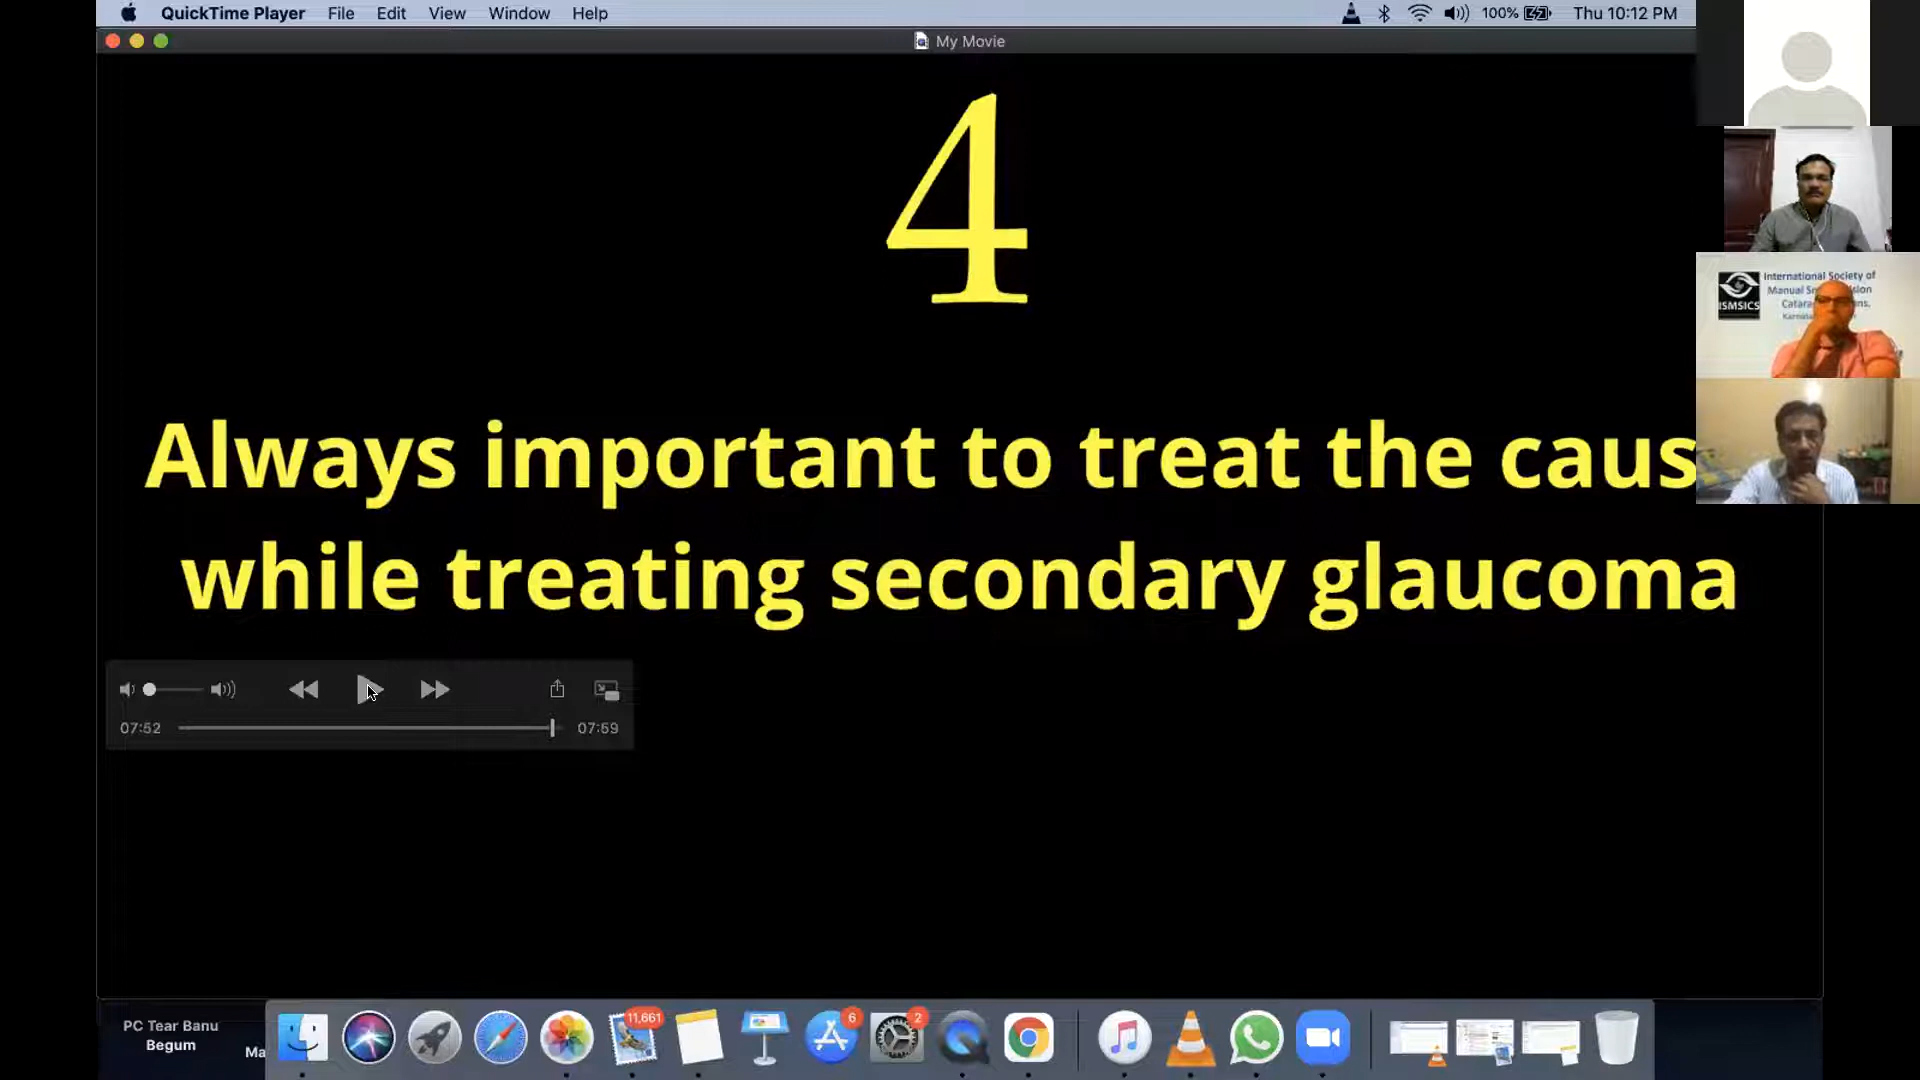 QuickTime Player File Edit View Window Help 100% Thu 10:12 PM
My Movie
4
Always important to treat the caus
while treating secondary glaucoma
07:52 07:59
International Society of
Manual
ISMSICS
PC Tear Banu
Begum
Ma
11,661 6 2